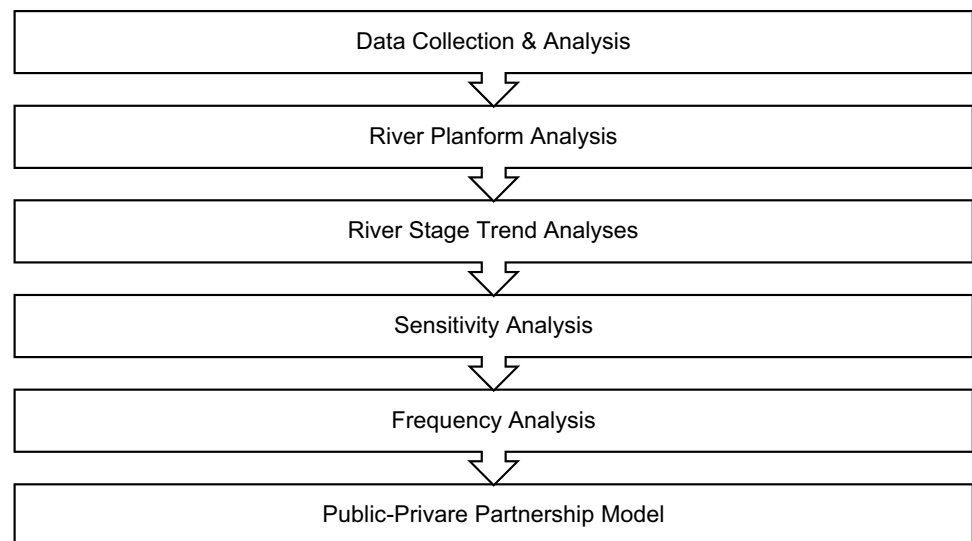 Data Collection & Analysis
River Planform Analysis
River Stage Trend Analyses
Sensitivity Analysis
Frequency Analysis
Public-Privare Partnership Model